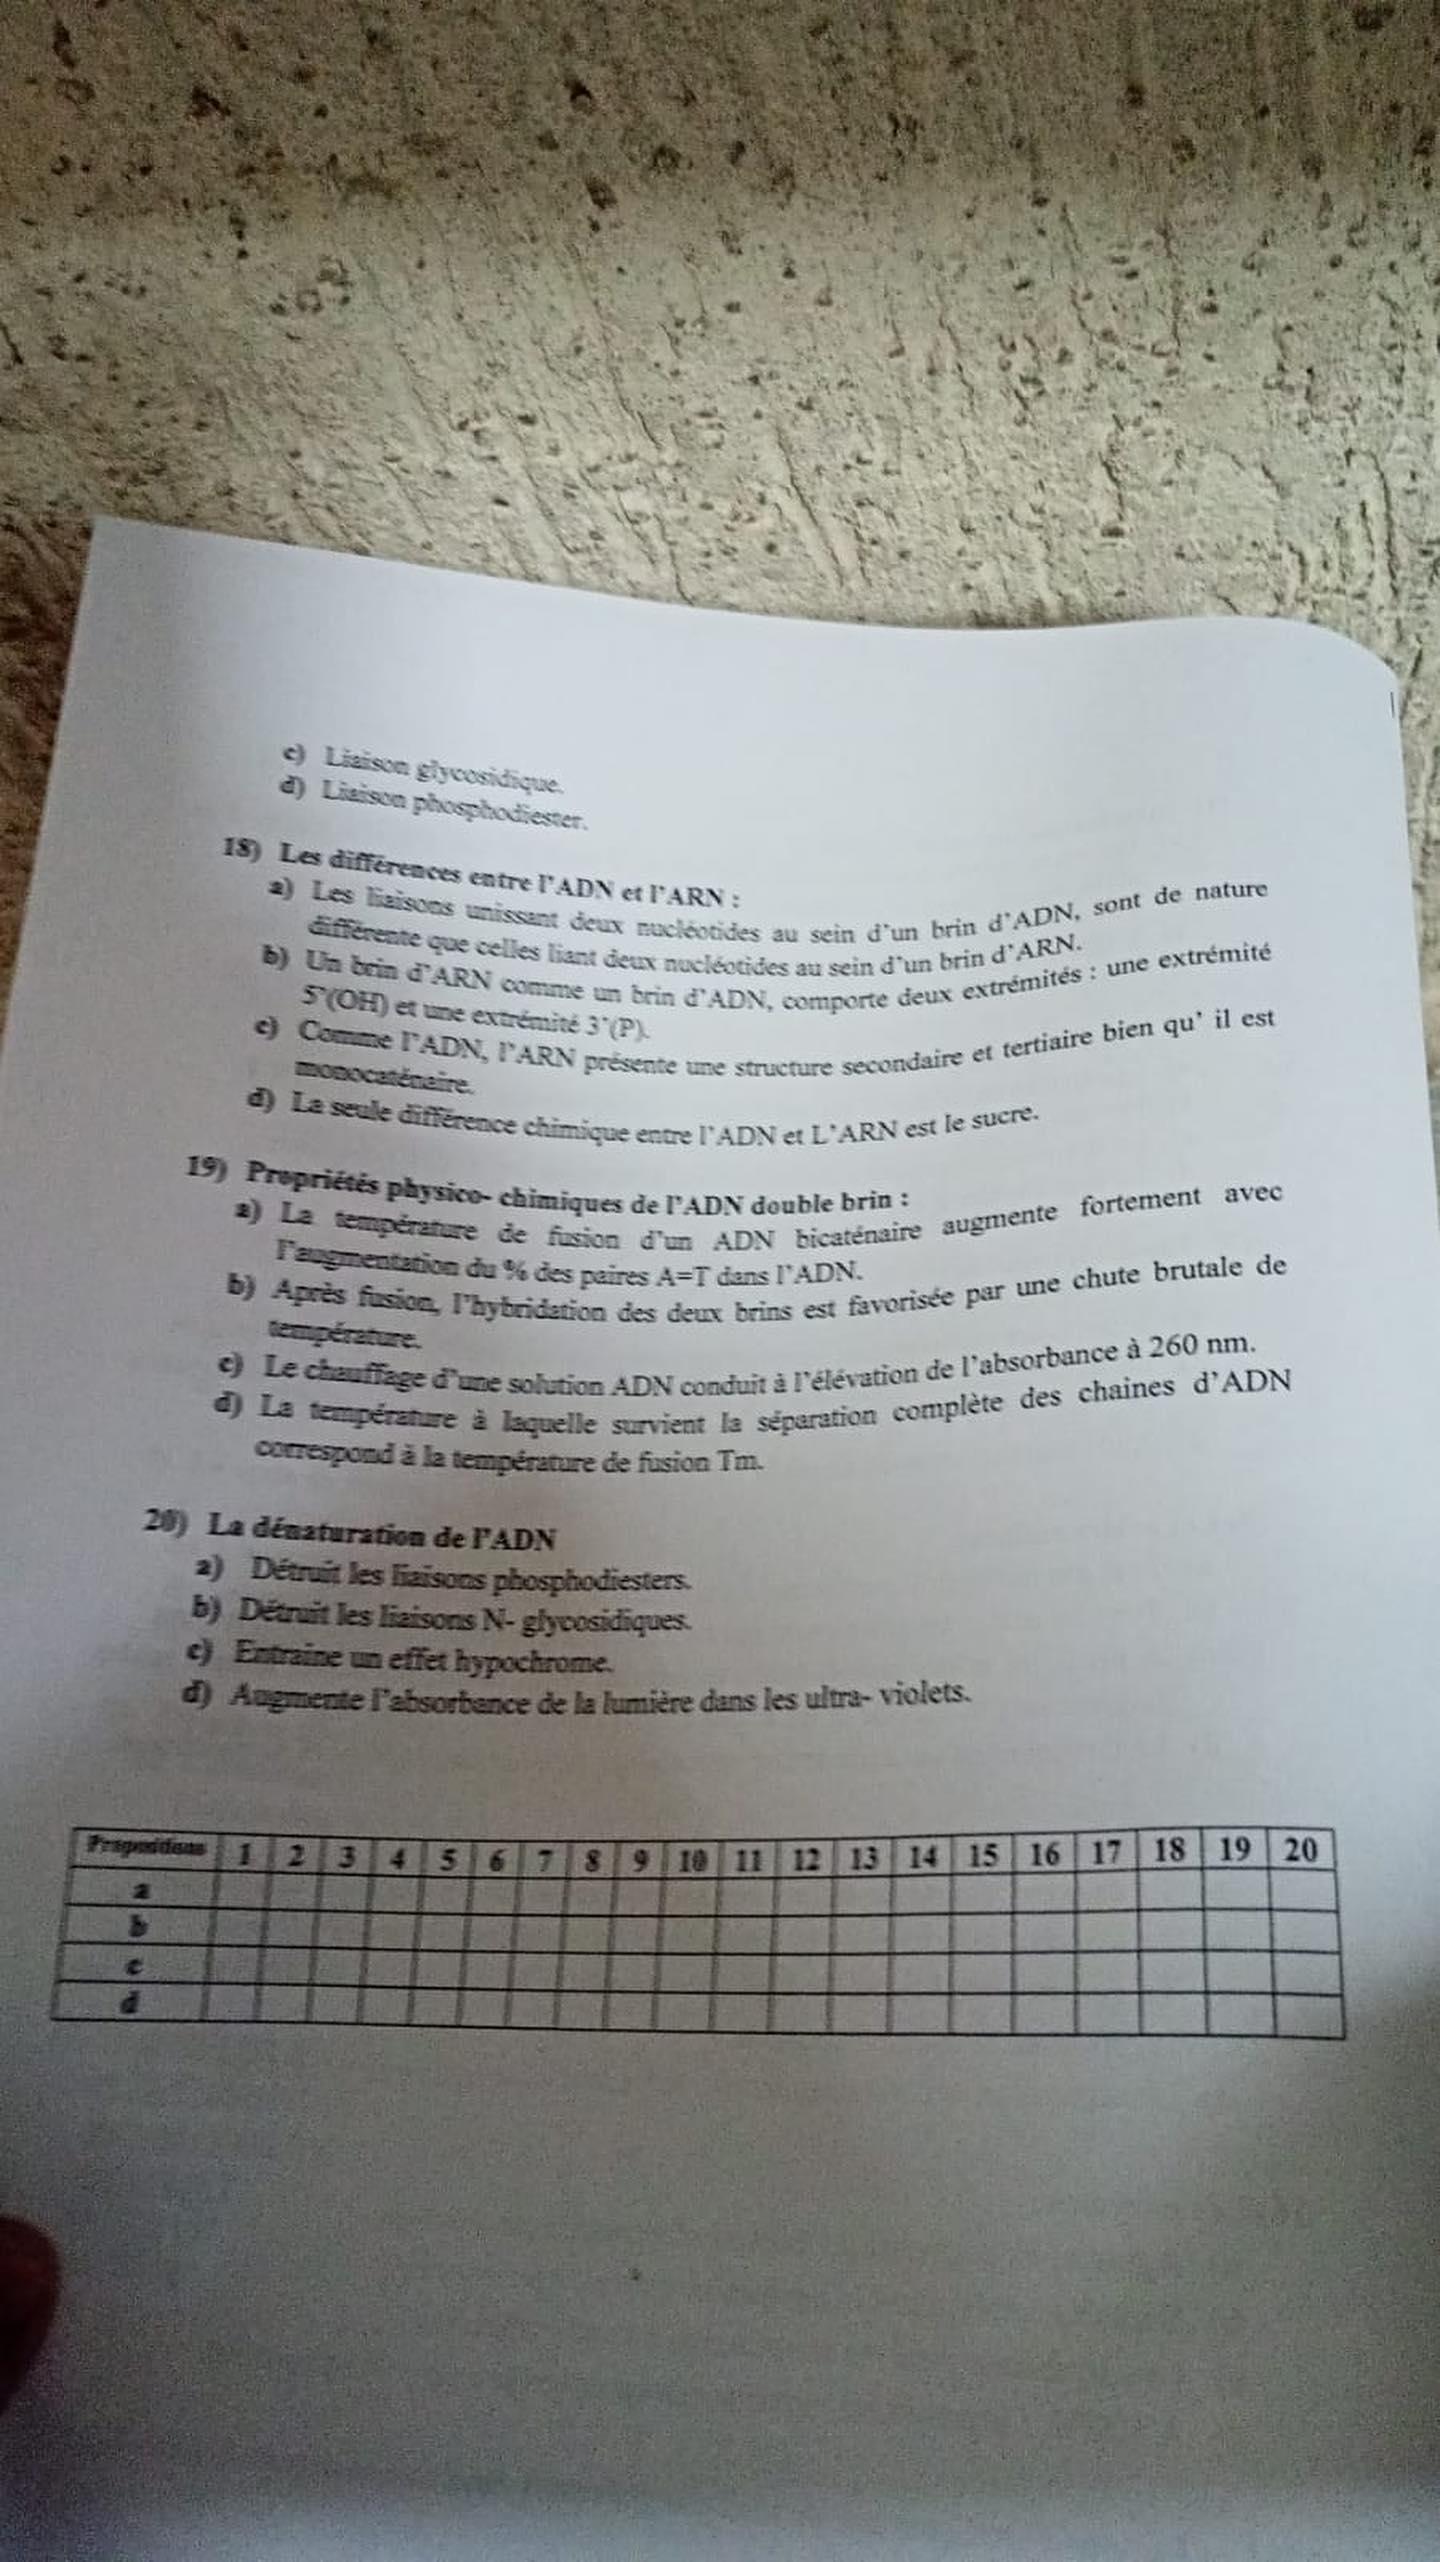 c) Liaison glycosidique.
d) Liaison phosphodiester.
18) Les différences entre l'ADN et l'ARN :
a) Les liaisons unissant deux nucléotides au sein d'un brin d'ADN, sont de nature
différente que celles liant deux nucléotides au sein d'un brin d'ARN.
b) Un brin d'ARN comme un brin d'ADN, comporte deux extrémités : une extrémité
5'(OH) et une extrémité 3'(P).
c) Comme l'ADN, l'ARN présente une structure secondaire et tertiaire bien qu' il est
monocaténaire.
d) La seule différence chimique entre l'ADN et L'ARN est le sucre.
19) Propriétés physico- chimiques de l'ADN double brin :
a) La température de fusion d'un ADN bicaténaire augmente fortement avec
l'augmentation du % des paires A=T dans l'ADN.
b) Après fusion, l'hybridation des deux brins est favorisée par une chute brutale de
température.
c) Le chauffage d'une solution ADN conduit à l'élévation de l'absorbance à 260 nm.
d) La température à laquelle survient la séparation complète des chaines d'ADN
correspond à la température de fusion Tm.
20) La dénaturation de l'ADN
a) Détruit les liaisons phosphodiesters.
b) Détruit les liaisons N- glycosidiques.
c) Entraine un effet hypochrome.
d) Augmente l'absorbance de la lumière dans les ultra- violets.
Propositions 1 2 3 4 5 6 7 8 9 10 11 12 13 14 15 16 17 18 19 20
a
b
c
d